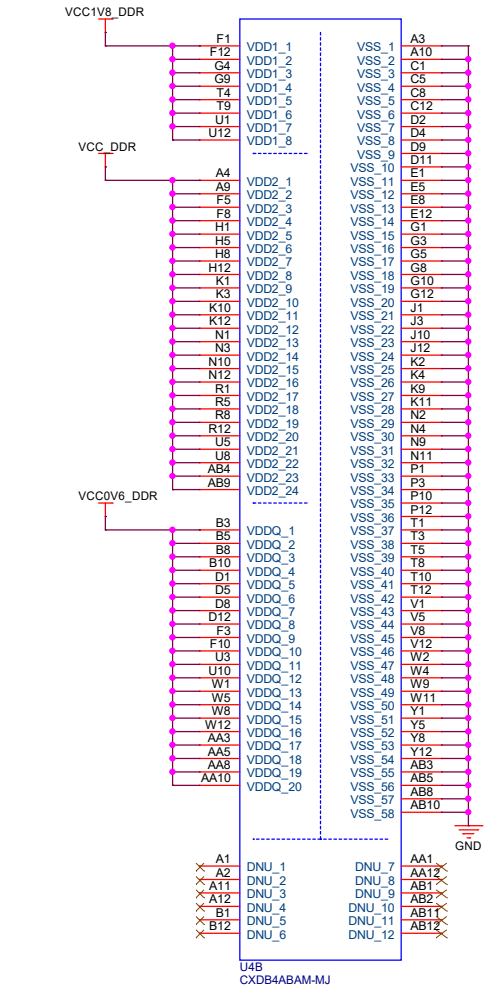 VCC1V8_DDR
F1 VDD1_1 VSS_1 A3
F12 VDD1_2 VSS_2 A10
G4 VDD1_3 VSS_3 C1
G9 VDD1_4 VSS_4 C5
T4 VDD1_5 VSS_5 C8
T9 VDD1_6 VSS_6 C12
U1 VDD1_7 VSS_7 D2
U12 VDD1_8 VSS_8 D4
VSS_9 D9
VCC_DDR
VSS_10 D11
A4 VDD2_1 VSS_11 E1
A9 VDD2_2 VSS_12 E5
F5 VDD2_3 VSS_13 E8
F8 VDD2_4 VSS_14 E12
H1 VDD2_5 VSS_15 G1
H5 VDD2_6 VSS_16 G3
H8 VDD2_7 VSS_17 G5
H12 VDD2_8 VSS_18 G8
K1 VDD2_9 VSS_19 G10
K3 VDD2_10 VSS_20 G12
K10 VDD2_11 VSS_21 J1
K12 VDD2_12 VSS_22 J3
N1 VDD2_13 VSS_23 J10
N3 VDD2_14 VSS_24 J12
N10 VDD2_15 VSS_25 K2
N12 VDD2_16 VSS_26 K4
R1 VDD2_17 VSS_27 K9
R5 VDD2_18 VSS_28 K11
R8 VDD2_19 VSS_29 N2
R12 VDD2_20 VSS_30 N4
U5 VDD2_21 VSS_31 N9
U8 VDD2_22 VSS_32 N11
AB4 VDD2_23 VSS_33 P1
AB9 VDD2_24 VSS_34 P3
VCC0V6_DDR
VSS_35 P10
VSS_36 P12
B3 VDDQ_1 VSS_37 T1
B5 VDDQ_2 VSS_38 T3
B8 VDDQ_3 VSS_39 T5
B10 VDDQ_4 VSS_40 T8
D1 VDDQ_5 VSS_41 T10
D5 VDDQ_6 VSS_42 T12
D8 VDDQ_7 VSS_43 V1
D12 VDDQ_8 VSS_44 V5
F3 VDDQ_9 VSS_45 V8
F10 VDDQ_10 VSS_46 V12
U3 VDDQ_11 VSS_47 W2
U10 VDDQ_12 VSS_48 W4
W1 VDDQ_13 VSS_49 W9
W5 VDDQ_14 VSS_50 W11
W8 VDDQ_15 VSS_51 Y1
W12 VDDQ_16 VSS_52 Y5
AA3 VDDQ_17 VSS_53 Y8
AA5 VDDQ_18 VSS_54 Y12
AA8 VDDQ_19 VSS_55 AB3
AA10 VDDQ_20 VSS_56 AB5
VSS_57 AB8
VSS_58 AB10
GND
A1 DNU_1 DNU_7 AA1
A2 DNU_2 DNU_8 AA12
A11 DNU_3 DNU_9 AB1
A12 DNU_4 DNU_10 AB2
B1 DNU_5 DNU_11 AB11
B12 DNU_6 DNU_12 AB12
U4B
CXDB4ABAM-MJ